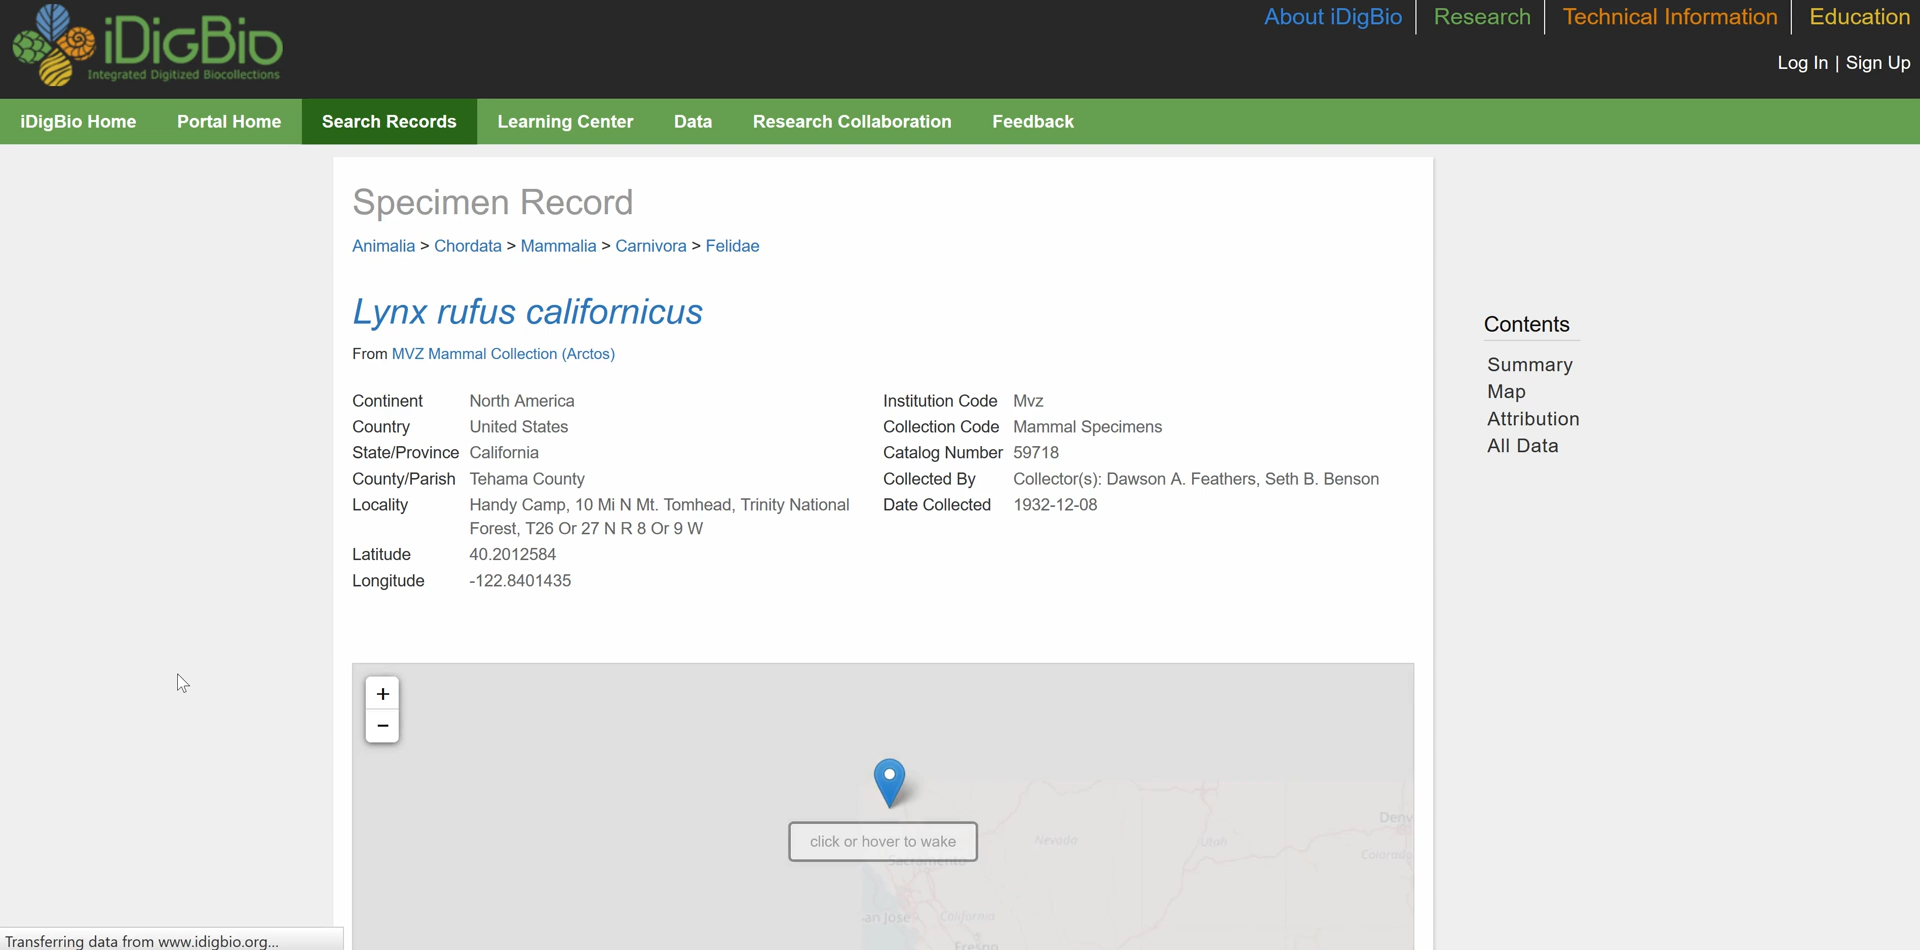 iDigBio
Integrated Digitized Biocollections
About iDigBio
Research
Technical Information
Education
Log In | Sign Up
iDigBio Home
Portal Home
Search Records
Learning Center
Data
Research Collaboration
Feedback
Specimen Record
Animalia > Chordata > Mammalia > Carnivora > Felidae
Lynx rufus californicus
From MVZ Mammal Collection (Arctos)
Continent North America
Country United States
State/Province California
County/Parish Tehama County
Locality Handy Camp, 10 Mi N Mt. Tomhead, Trinity National
Forest, T26 Or 27 N R 8 Or 9 W
Latitude 40.2012584
Longitude -122.8401435
Institution Code Mvz
Collection Code Mammal Specimens
Catalog Number 59718
Collected By Collector(s): Dawson A. Feathers, Seth B. Benson
Date Collected 1932-12-08
Contents
Summary
Map
Attribution
All Data
+
−
click or hover to wake
Sacramento
Nevada
Utah
Denv
Colorado
an Jose
California
Fresno
Transferring data from www.idigbio.org...